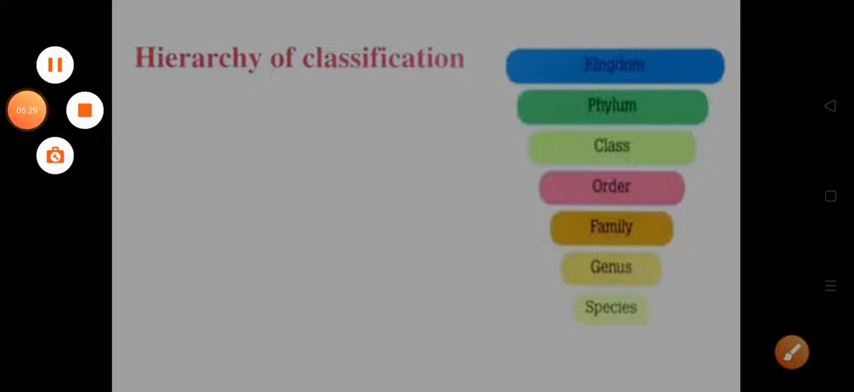 Hierarchy of classification
Kingdom
Phylum
Class
Order
Family
Genus
Species
05:29